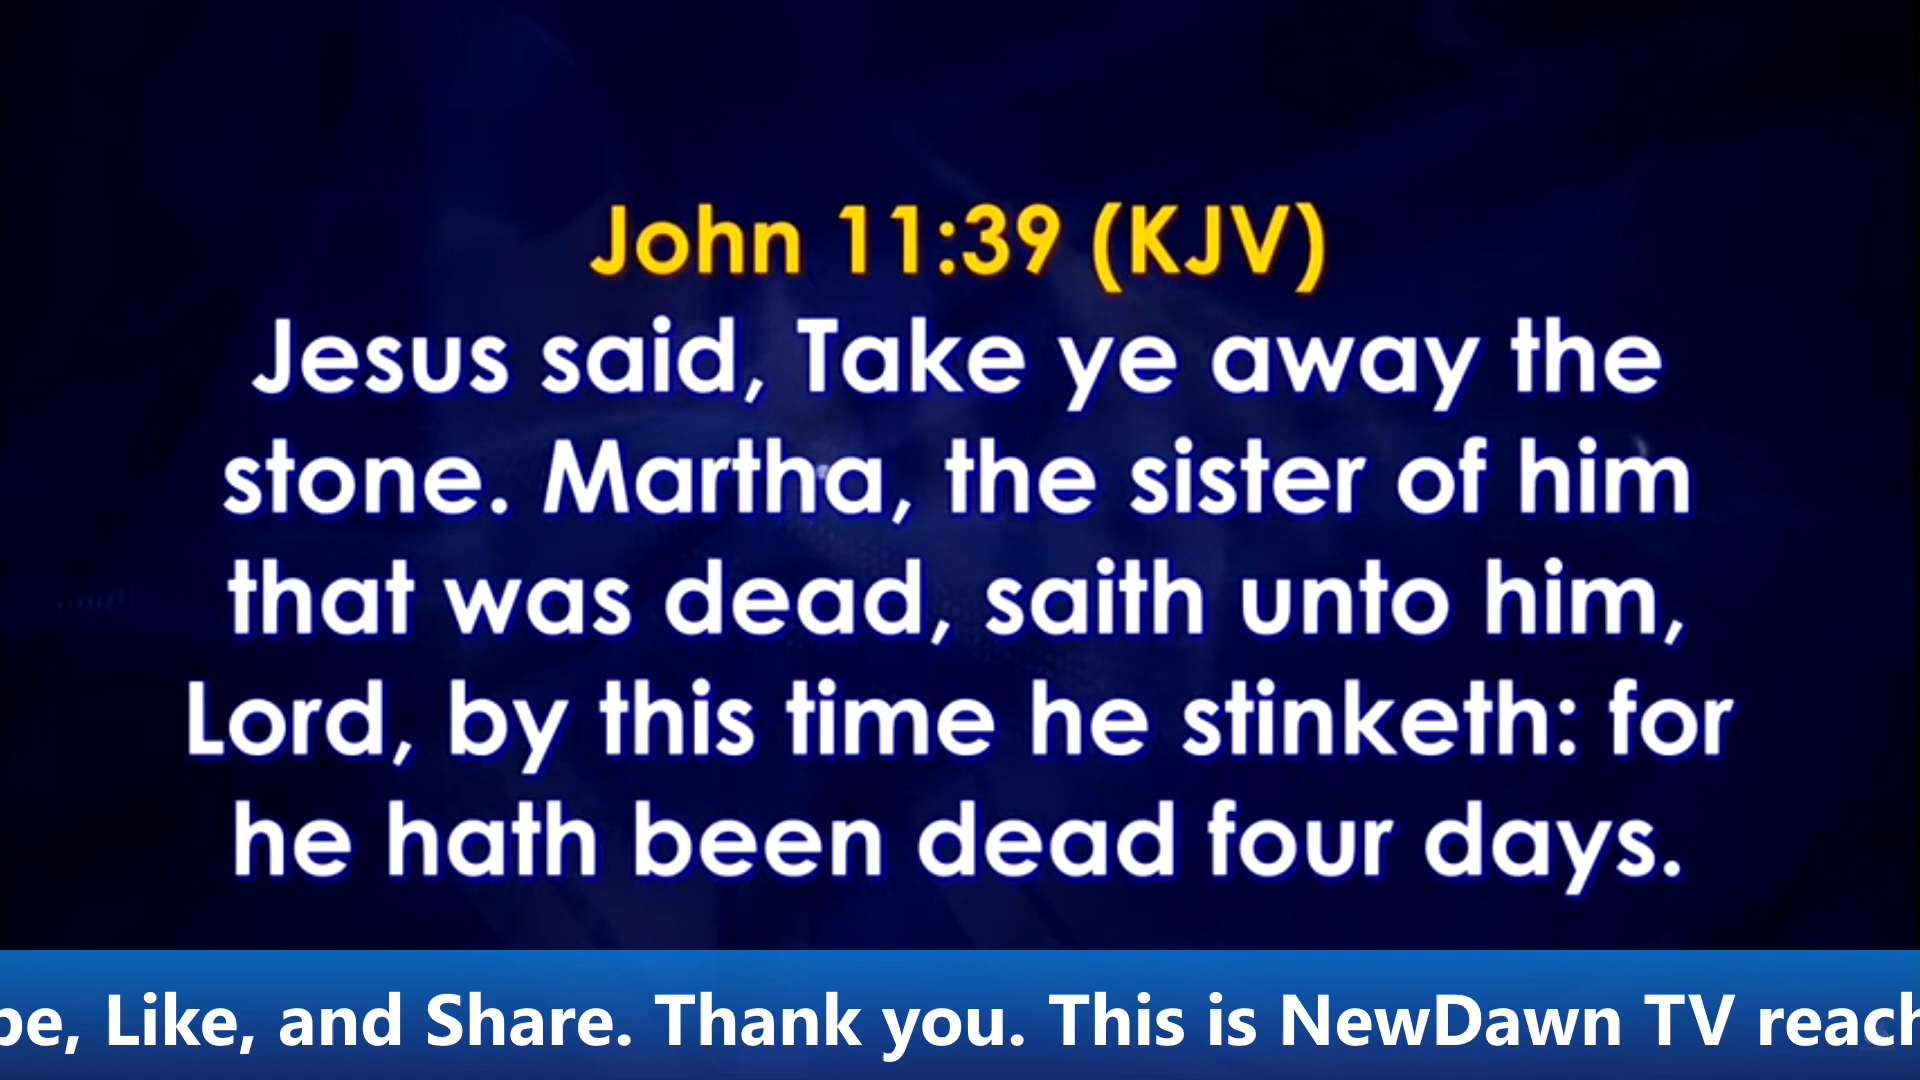 John 11:39 (KJV)
Jesus said, Take ye away the
stone. Martha, the sister of him
that was dead, saith unto him,
Lord, by this time he stinketh: for
he hath been dead four days.
Like, and Share. Thank you. This is NewDawn TV